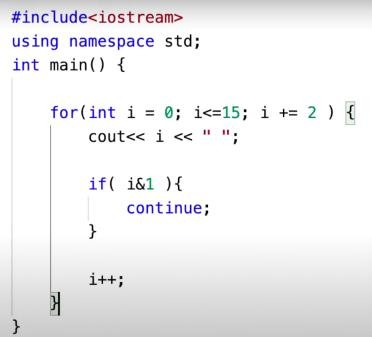 #include<iostream>
using namespace std;
int main() {
for(int i = 0; i<=15; i += 2 ) {
cout<< i << " ";
if( i&1 ){
continue;
}
i++;
}
}